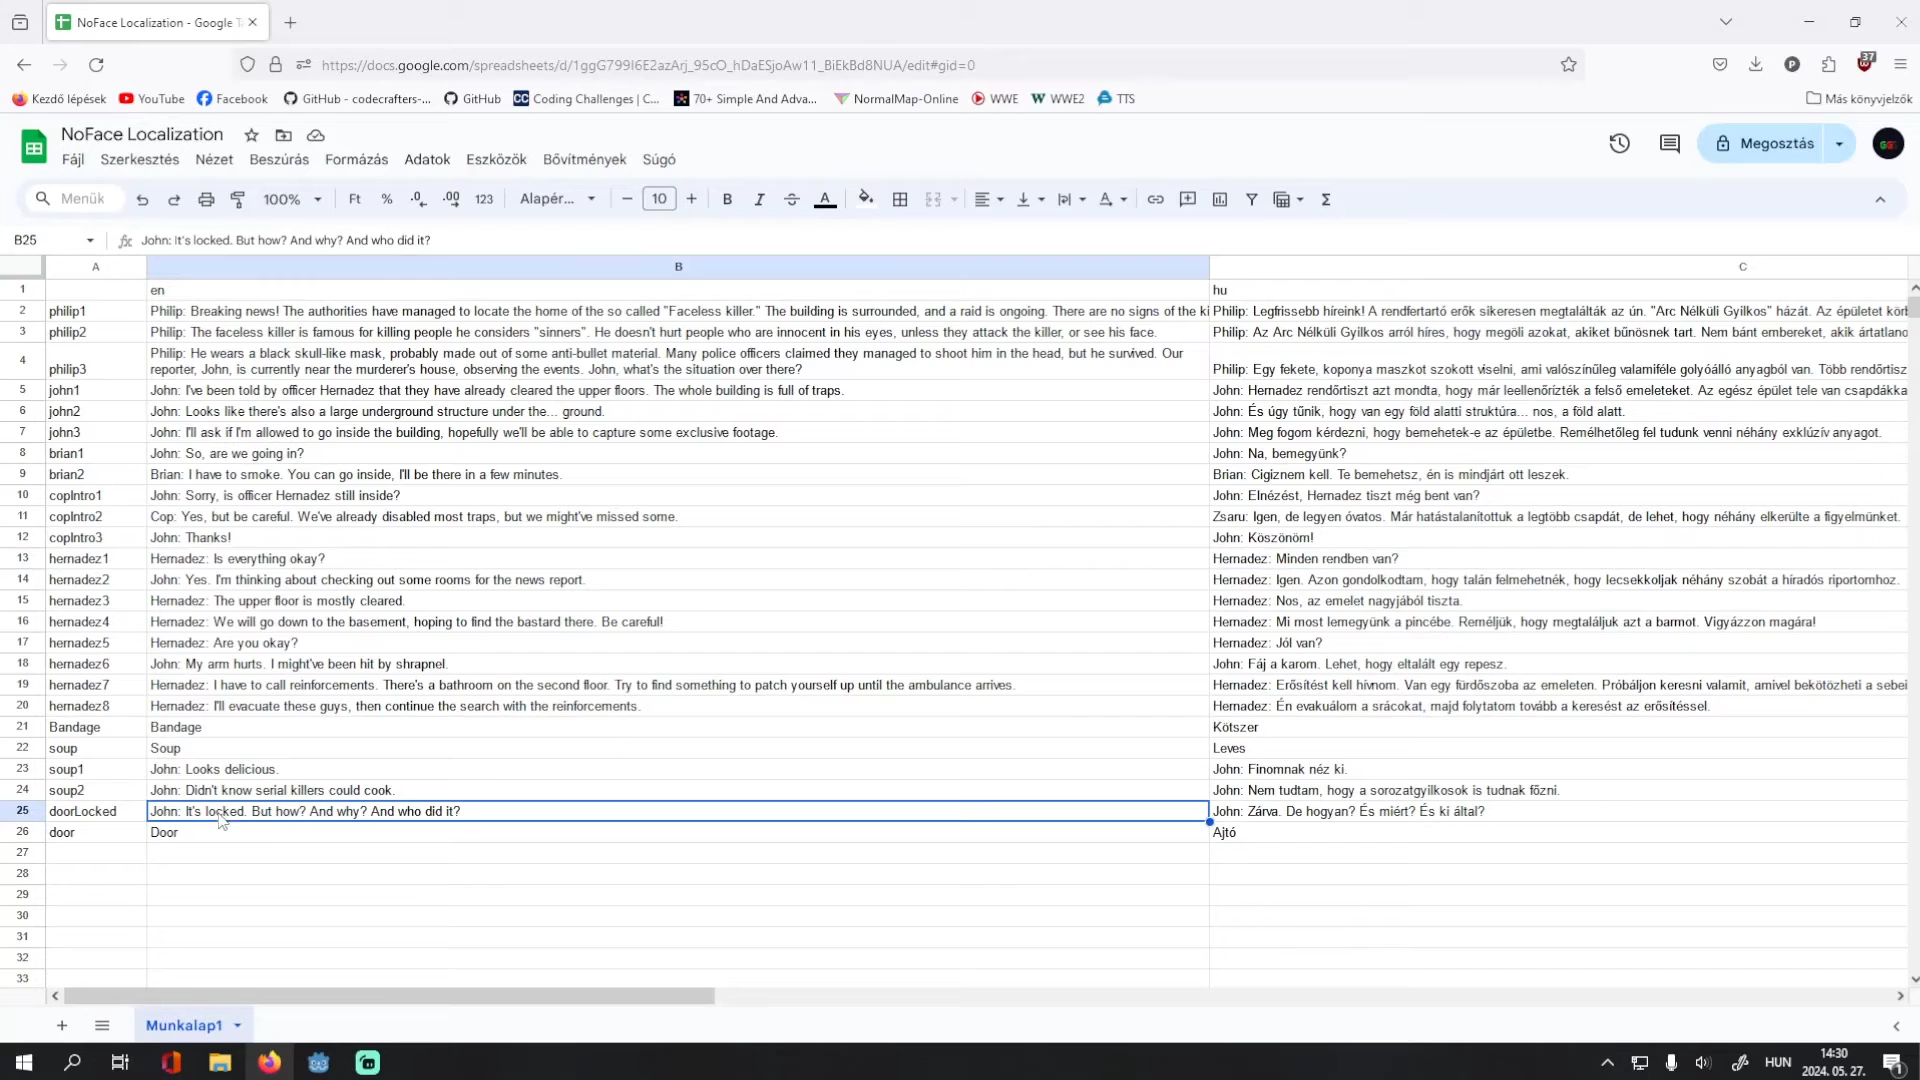 NoFace Localization - Google T
https://docs.google.com/spreadsheets/d/1ggG799I6E2azArj_95cO_hDaESjoAw11_BiEkBd8NUA/edit#gid=0
37
Kezdő lépések YouTube Facebook GitHub - codecrafters-... GitHub Coding Challenges | C... 70+ Simple And Adva... NormalMap-Online WWE WWE2 TTS Más könyvjelzők
NoFace Localization
Fájl Szerkesztés Nézet Beszúrás Formázás Adatok Eszközök Bővítmények Súgó
Megosztás
Menük 100% Ft % .0 .00 123 Alapér... 10 B I A
B25 fx John: It's locked. But how? And why? And who did it?
A B C
1 en hu
2 philip1 Philip: Breaking news! The authorities have managed to locate the home of the so called "Faceless killer." The building is surrounded, and a raid is ongoing. There are no signs of the ki Philip: Legfrissebb híreink! A rendfertartó erők sikeresen megtalálták az ún. "Arc Nélküli Gyilkos" házát. Az épületet körb
3 philip2 Philip: The faceless killer is famous for killing people he considers "sinners". He doesn't hurt people who are innocent in his eyes, unless they attack the killer, or see his face. Philip: Az Arc Nélküli Gyilkos arról híres, hogy megöli azokat, akiket bűnösnek tart. Nem bánt embereket, akik ártatlano
Philip: He wears a black skull-like mask, probably made out of some anti-bullet material. Many police officers claimed they managed to shoot him in the head, but he survived. Our
4 philip3 reporter, John, is currently near the murderer's house, observing the events. John, what's the situation over there? Philip: Egy fekete, koponya maszkot szokott viselni, ami valószínűleg valamiféle golyóálló anyagból van. Több rendőrtisz
5 john1 John: I've been told by officer Hernadez that they have already cleared the upper floors. The whole building is full of traps. John: Hernadez rendőrtiszt azt mondta, hogy már leellenőrízték a felső emeleteket. Az egész épület tele van csapdákka
6 john2 John: Looks like there's also a large underground structure under the... ground. John: És úgy tűnik, hogy van egy föld alatti struktúra... nos, a föld alatt.
7 john3 John: I'll ask if I'm allowed to go inside the building, hopefully we'll be able to capture some exclusive footage. John: Meg fogom kérdezni, hogy bemehetek-e az épületbe. Remélhetőleg fel tudunk venni néhány exklúzív anyagot.
8 brian1 John: So, are we going in? John: Na, bemegyünk?
9 brian2 Brian: I have to smoke. You can go inside, I'll be there in a few minutes. Brian: Cigiznem kell. Te bemehetsz, én is mindjárt ott leszek.
10 copIntro1 John: Sorry, is officer Hernadez still inside? John: Elnézést, Hernadez tiszt még bent van?
11 copIntro2 Cop: Yes, but be careful. We've already disabled most traps, but we might've missed some. Zsaru: Igen, de legyen óvatos. Már hatástalanítottuk a legtöbb csapdát, de lehet, hogy néhány elkerülte a figyelmünket.
12 copIntro3 John: Thanks! John: Köszönöm!
13 hernadez1 Hernadez: Is everything okay? Hernadez: Minden rendben van?
14 hernadez2 John: Yes. I'm thinking about checking out some rooms for the news report. Hernadez: Igen. Azon gondolkodtam, hogy talán felmehetnék, hogy lecsekkoljak néhány szobát a híradós riportomhoz.
15 hernadez3 Hernadez: The upper floor is mostly cleared. Hernadez: Nos, az emelet nagyjából tiszta.
16 hernadez4 Hernadez: We will go down to the basement, hoping to find the bastard there. Be careful! Hernadez: Mi most lemegyünk a pincébe. Reméljük, hogy megtaláljuk azt a barmot. Vigyázzon magára!
17 hernadez5 Hernadez: Are you okay? Hernadez: Jól van?
18 hernadez6 John: My arm hurts. I might've been hit by shrapnel. John: Fáj a karom. Lehet, hogy eltalált egy repesz.
19 hernadez7 Hernadez: I have to call reinforcements. There's a bathroom on the second floor. Try to find something to patch yourself up until the ambulance arrives. Hernadez: Erősítést kell hívnom. Van egy fürdőszoba az emeleten. Próbáljon keresni valamit, amivel bekötözheti a sebei
20 hernadez8 Hernadez: I'll evacuate these guys, then continue the search with the reinforcements. Hernadez: Én evakuálom a srácokat, majd folytatom tovább a keresést az erősítéssel.
21 Bandage Bandage Kötszer
22 soup Soup Leves
23 soup1 John: Looks delicious. John: Finomnak néz ki.
24 soup2 John: Didn't know serial killers could cook. John: Nem tudtam, hogy a sorozatgyilkosok is tudnak főzni.
25 doorLocked John: It's locked. But how? And why? And who did it? John: Zárva. De hogyan? És miért? És ki által?
26 door Door Ajtó
27
28
29
30
31
32
33
Munkalap1
HUN 14:30
2024. 05. 27. 1